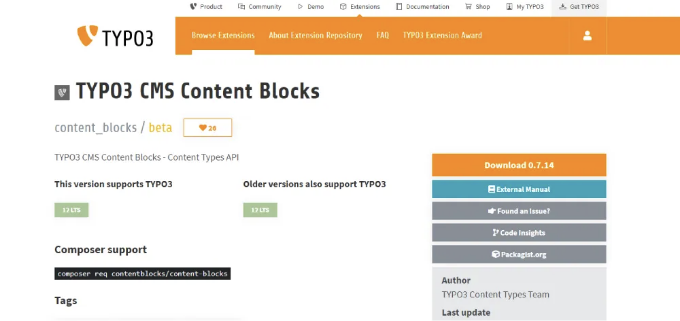 Product Community Demo Extensions Documentation Shop My TYPO3 Get TYPO3
TYPO3
Browse Extensions About Extension Repository FAQ TYPO3 Extension Award
TYPO3 CMS Content Blocks
content_blocks / beta 26
TYPO3 CMS Content Blocks - Content Types API
This version supports TYPO3
12 LTS
Older versions also support TYPO3
12 LTS
Composer support
composer req contentblocks/content-blocks
Tags
Download 0.7.14
External Manual
Found an Issue?
Code Insights
Packagist.org
Author
TYPO3 Content Types Team
Last update